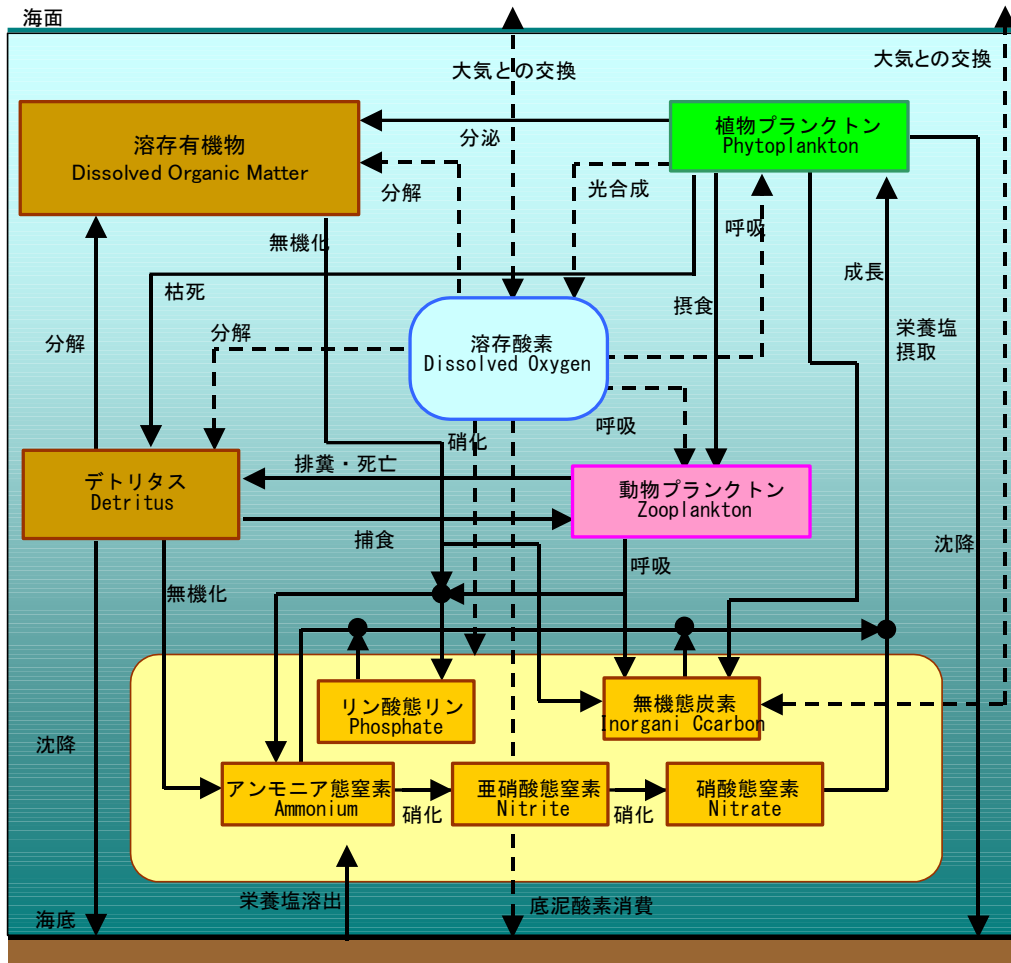 海面
大気との交換
大気との交換
溶存有機物
Dissolved Organic Matter
分泌
植物プランクトン
Phytoplankton
分解
光合成
無機化
呼吸
成長
枯死
摂食
栄養塩
摂取
分解
分解
溶存酸素
Dissolved Oxygen
呼吸
硝化
排糞・死亡
デトリタス
Detritus
動物プランクトン
Zooplankton
捕食
沈降
呼吸
無機化
リン酸態リン
Phosphate
無機態炭素
Inorgani Ccarbon
沈降
アンモニア態窒素
Ammonium
硝化
亜硝酸態窒素
Nitrite
硝化
硝酸態窒素
Nitrate
栄養塩溶出
底泥酸素消費
海底